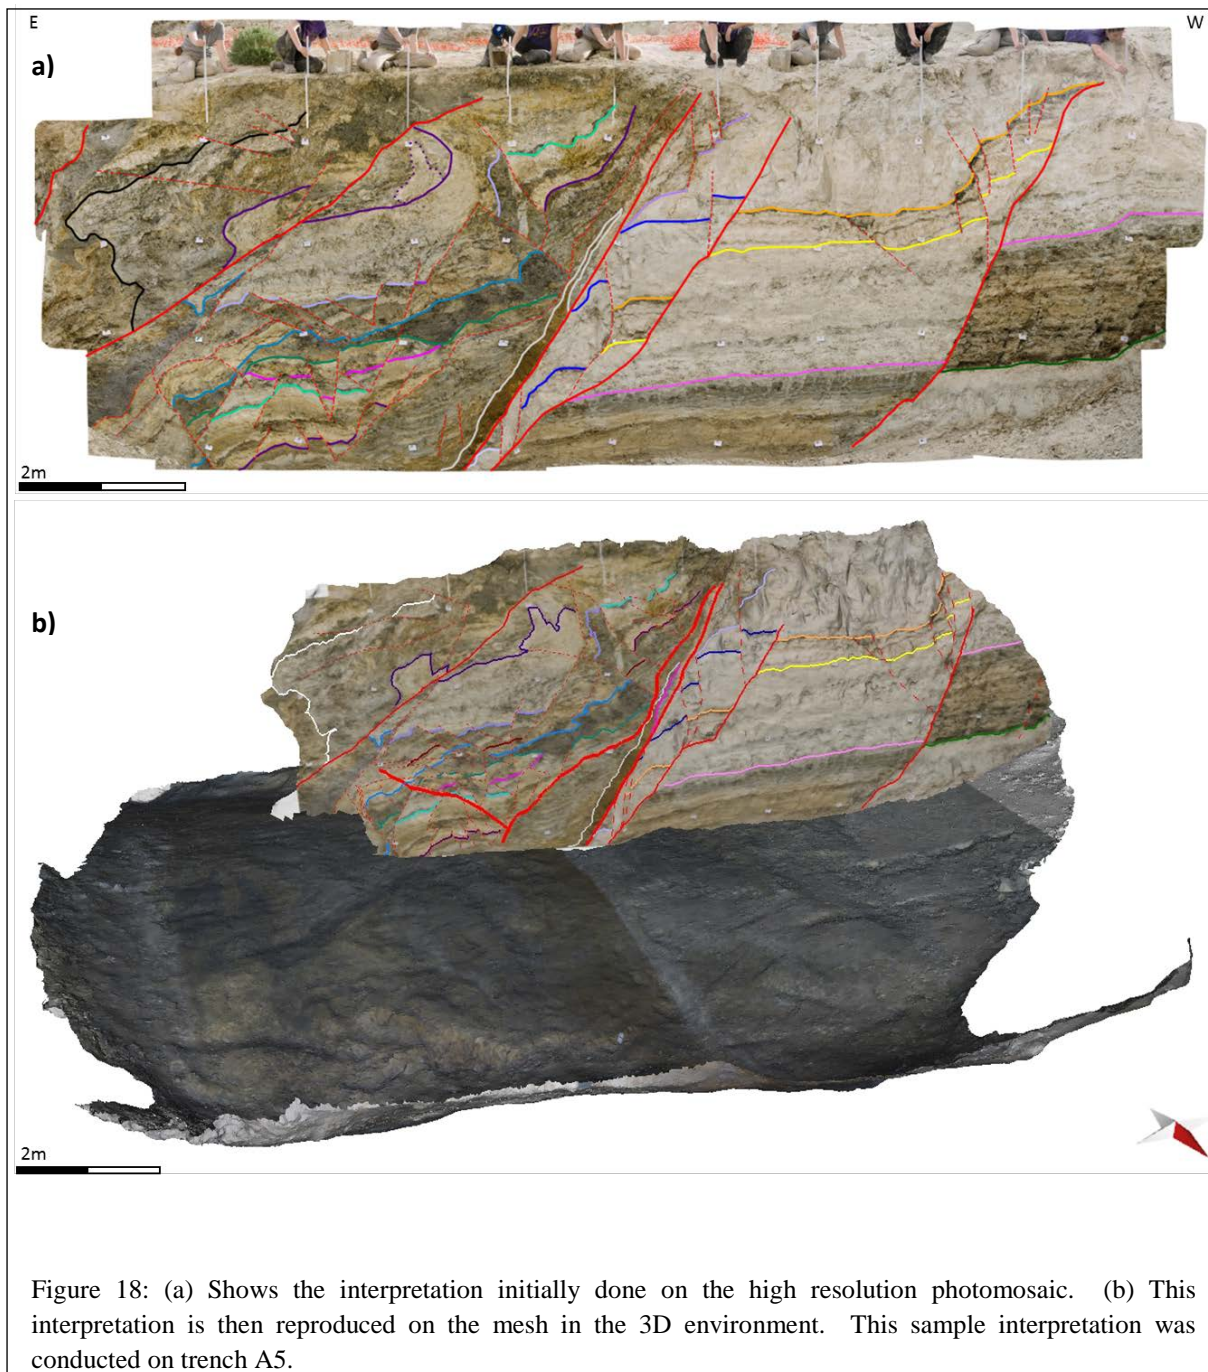 E
W
a)
2m
b)
2m
Figure 18: (a) Shows the interpretation initially done on the high resolution photomosaic. (b) This
interpretation is then reproduced on the mesh in the 3D environment. This sample interpretation was
conducted on trench A5.